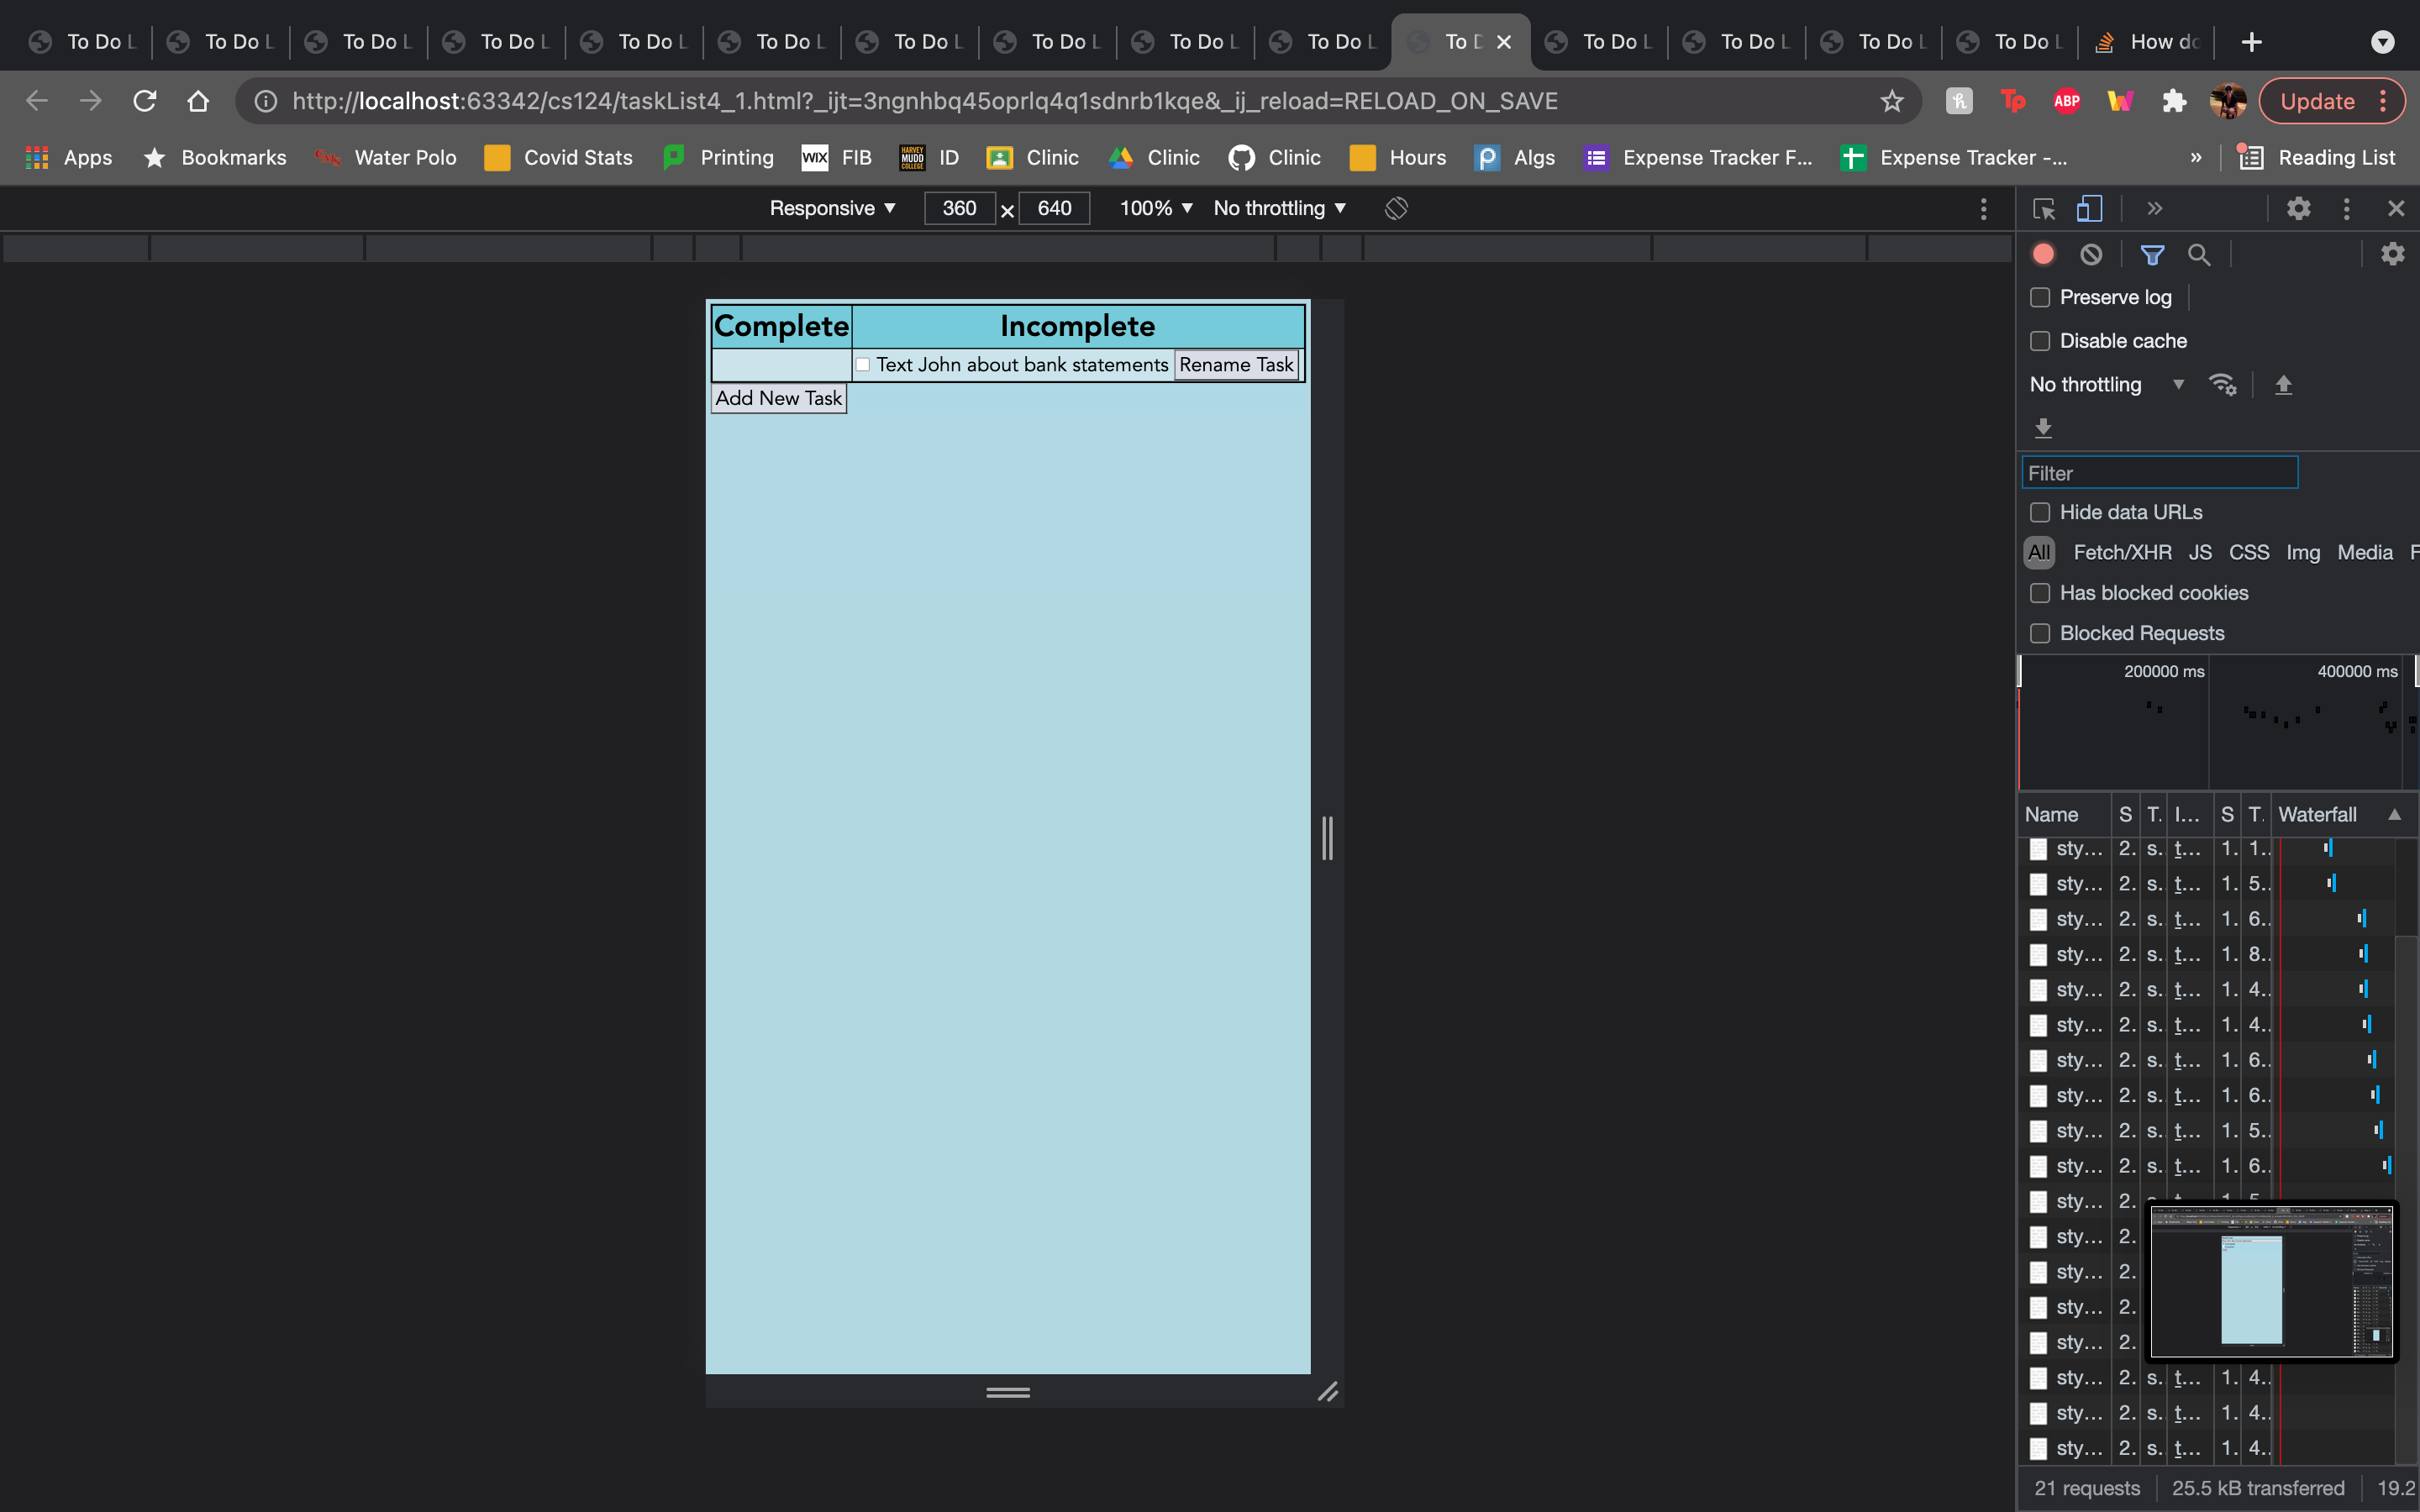 To Do L To Do L To Do L To Do L To Do L To Do L To Do L To Do L To Do L To Do L To D To Do L To Do L To Do L To Do L How do
http://localhost:63342/cs124/taskList4_1.html?_ijt=3ngnhbq45oprlq4q1sdnrb1kqe&_ij_reload=RELOAD_ON_SAVE Tp ABP Update
Apps Bookmarks Water Polo Covid Stats Printing WIX FIB HARVEY MUDD COLLEGE ID Clinic Clinic Clinic Hours Algs Expense Tracker F... Expense Tracker -... » Reading List
Responsive 360 × 640 100% No throttling
Preserve log
Disable cache
No throttling
Filter
Hide data URLs
All Fetch/XHR JS CSS Img Media F
Has blocked cookies
Blocked Requests
200000 ms 400000 ms
Name S T. I... S T. Waterfall
sty... 2. s. t... 1. 1..
sty... 2. s. t... 1. 5..
sty... 2. s. t... 1. 6..
sty... 2. s. t... 1. 8..
sty... 2. s. t... 1. 4..
sty... 2. s. t... 1. 4..
sty... 2. s. t... 1. 6..
sty... 2. s. t... 1. 6..
sty... 2. s. t... 1. 5..
sty... 2. s. t... 1. 6..
sty... 2.
sty... 2.
sty... 2.
sty... 2.
sty... 2.
sty... 2. s. t... 1. 4..
sty... 2. s. t... 1. 4..
sty... 2. s. t... 1. 4..
21 requests 25.5 kB transferred 19.2
Complete Incomplete
Text John about bank statements Rename Task
Add New Task